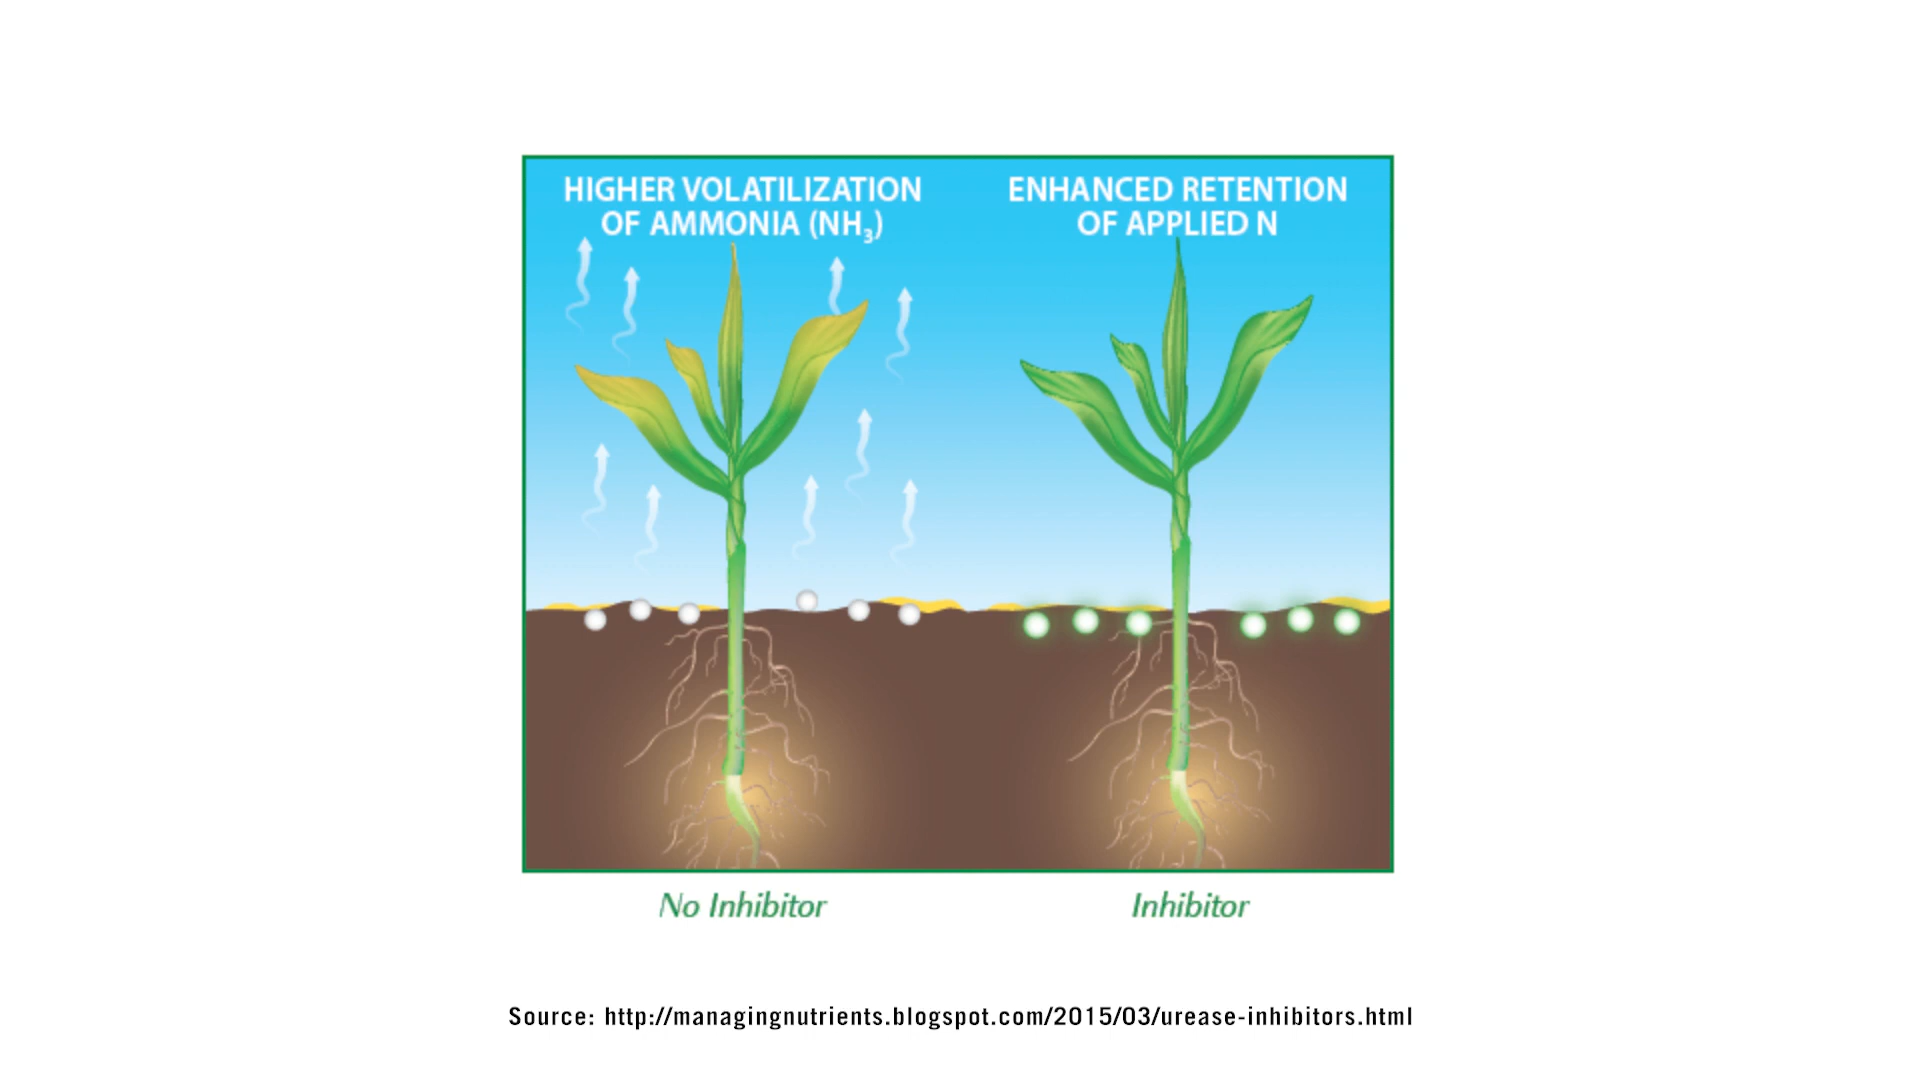 HIGHER VOLATILIZATION
OF AMMONIA (NH₃)
ENHANCED RETENTION
OF APPLIED N
No Inhibitor
Inhibitor
Source: http://managingnutrients.blogspot.com/2015/03/urease-inhibitors.html